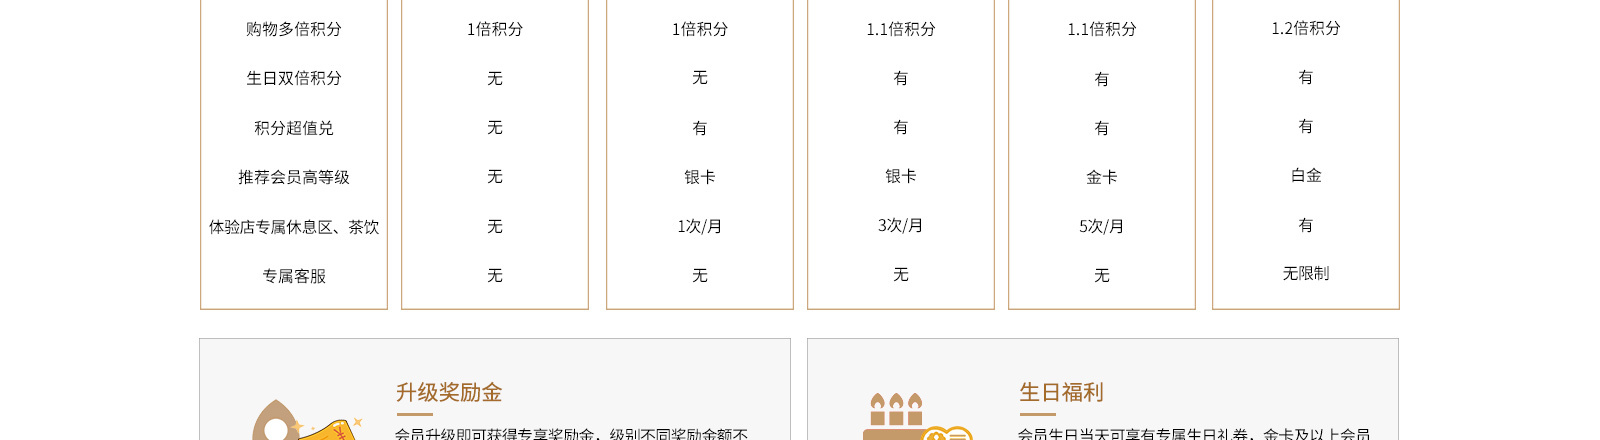 购物多倍积分 1倍积分 1倍积分 1.1倍积分 1.1倍积分 1.2倍积分
生日双倍积分 无 无 有 有 有
积分超值兑 无 有 有 有 有
推荐会员高等级 无 银卡 银卡 金卡 白金
体验店专属休息区、茶饮 无 1次/月 3次/月 5次/月 有
专属客服 无 无 无 无 无限制
升级奖励金
会员升级即可获得专享奖励金，级别不同奖励金额不
生日福利
会员生日当天可享有专属生日礼券，金卡及以上会员